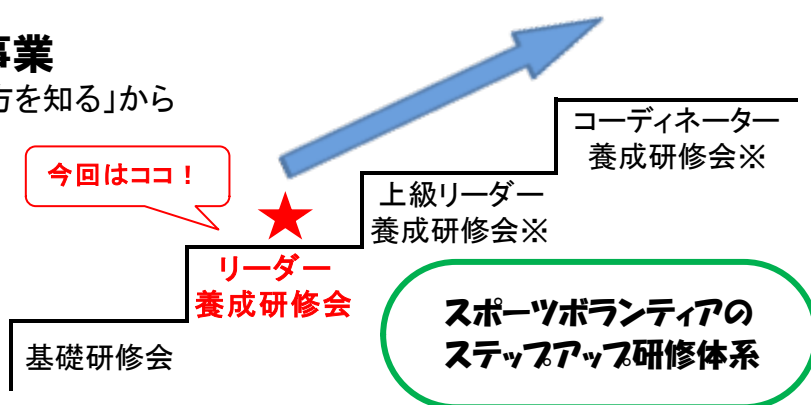 事業
方を知る」から
コーディネーター
養成研修会※
今回はココ！
上級リーダー
養成研修会※
リーダー
養成研修会
スポーツボランティアの
ステップアップ研修体系
基礎研修会